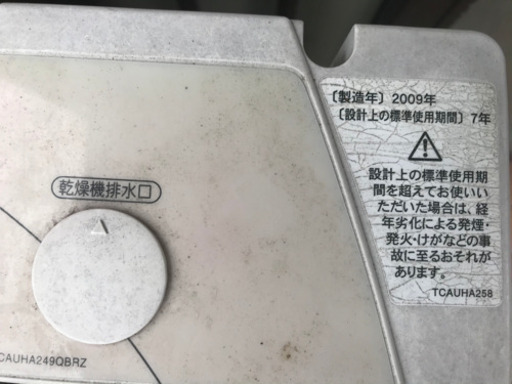 〔製造年〕2009年
〔設計上の標準使用期間〕7年
設計上の標準使用期
間を超えてお使いい
ただいた場合は、経
年劣化による発煙・
発火・けがなどの事
故に至るおそれが
あります。
TCAUHA258
乾燥機排水口
CAUHA249QBRZ